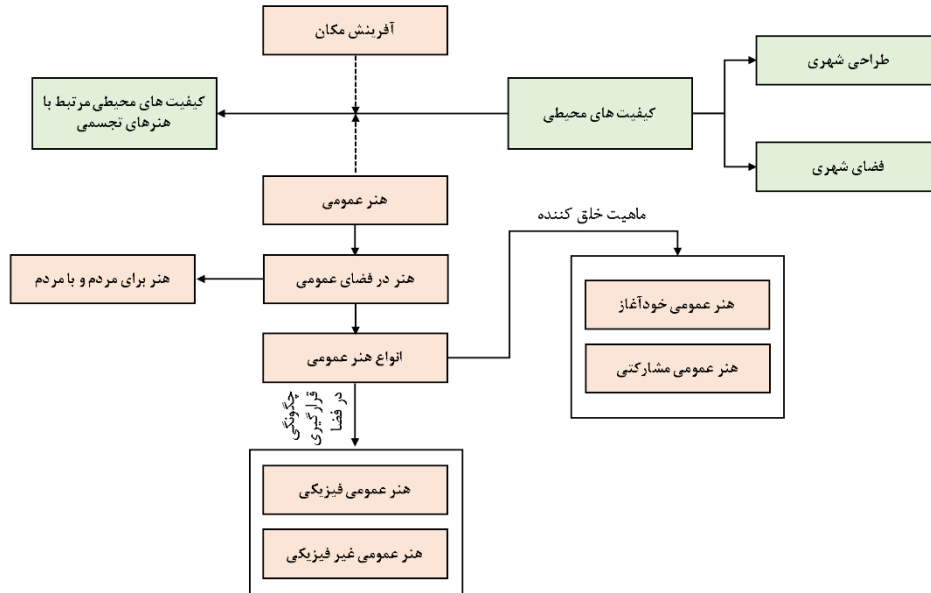 آفرینش مکان
طراحی شهری
کیفیت های محیطی
کیفیت های محیطی مرتبط با
هنرهای تجسمی
فضای شهری
هنر عمومی
ماهیت خلق کننده
هنر در فضای عمومی
هنر برای مردم و با مردم
هنر عمومی خودآغاز
انواع هنر عمومی
هنر عمومی مشارکتی
چگونگی
قرارگیری
در فضا
هنر عمومی فیزیکی
هنر عمومی غیر فیزیکی